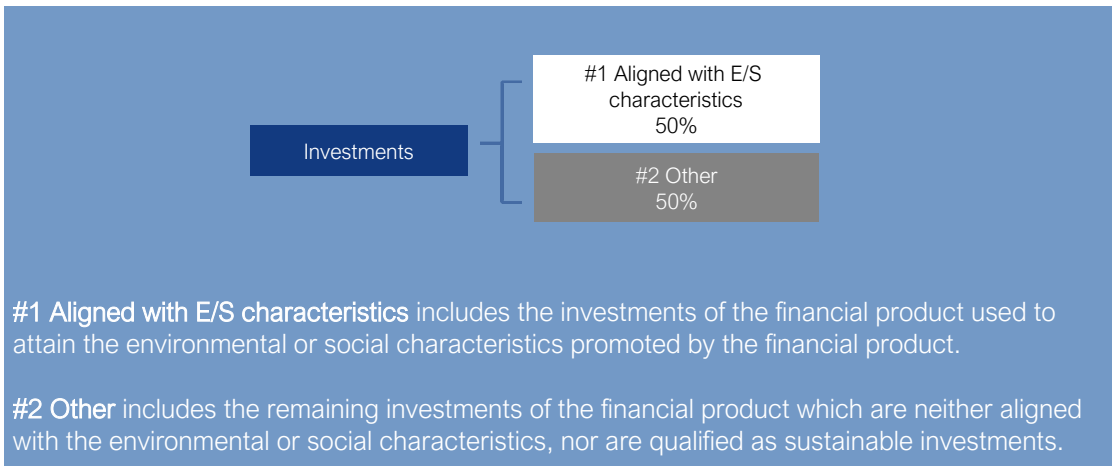 #1 Aligned with E/S
characteristics
50%
Investments
#2 Other
50%
#1 Aligned with E/S characteristics includes the investments of the financial product used to
attain the environmental or social characteristics promoted by the financial product.
#2 Other includes the remaining investments of the financial product which are neither aligned
with the environmental or social characteristics, nor are qualified as sustainable investments.